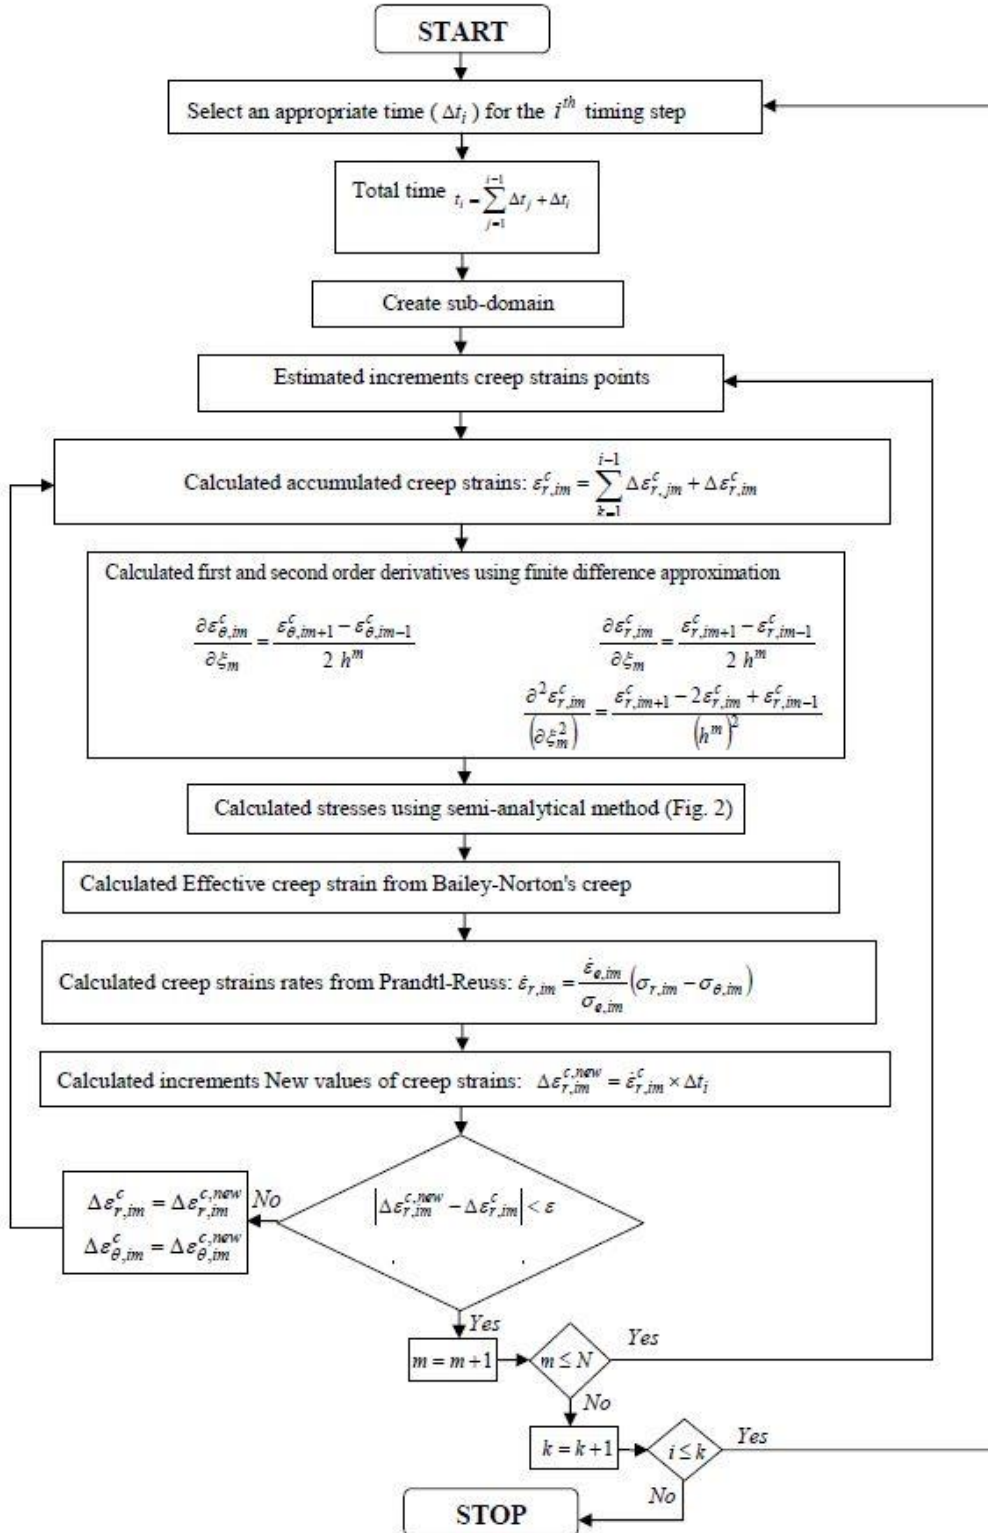 START
Select an appropriate time ( Δt_i ) for the i^th timing step
Total time t_i = \sum_{j=1}^{i-1} Δt_j + Δt_i
Create sub-domain
Estimated increments creep strains points
Calculated accumulated creep strains: ε^c_{r,im} = \sum_{k=1}^{i-1} Δε^c_{r,jm} + Δε^c_{r,im}
Calculated first and second order derivatives using finite difference approximation
∂ε^c_{θ,im} / ∂ξ_m = (ε^c_{θ,im+1} − ε^c_{θ,im−1}) / 2 h^m
∂ε^c_{r,im} / ∂ξ_m = (ε^c_{r,im+1} − ε^c_{r,im−1}) / 2 h^m
∂^2 ε^c_{r,im} / (∂ξ_m^2) = (ε^c_{r,im+1} − 2ε^c_{r,im} + ε^c_{r,im−1}) / (h^m)^2
Calculated stresses using semi-analytical method (Fig. 2)
Calculated Effective creep strain from Bailey-Norton's creep
Calculated creep strains rates from Prandtl-Reuss: ε̇_{r,im} = ε̇_{e,im} / σ_{e,im} (σ_{r,im} − σ_{θ,im})
Calculated increments New values of creep strains: Δε^{c,new}_{r,im} = ε̇^c_{r,im} × Δt_i
Δε^c_{r,im} = Δε^{c,new}_{r,im}
Δε^c_{θ,im} = Δε^{c,new}_{θ,im}
No
|Δε^{c,new}_{r,im} − Δε^c_{r,im}| < ε
Yes
m = m+1
m ≤ N
Yes
No
k = k+1
i ≤ k
Yes
No
STOP